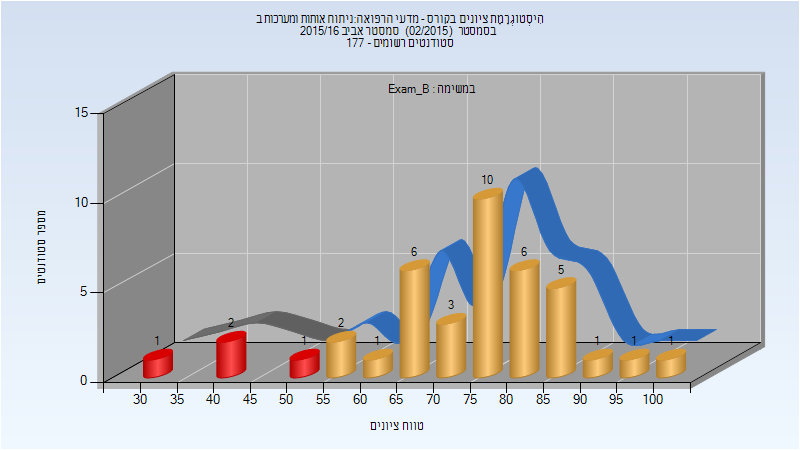 היסטוגרמת ציונים בקורס - מדעי הרפואה:ניתוח אותות ומערכות ב
בסמסטר (02/2015) סמסטר אביב 2015/16
סטודנטים רשומים - 177
במשימה : Exam_B
מספר סטודנטים
15
10
5
0
1
2
1
2
1
6
3
10
6
5
1
1
1
30 35 40 45 50 55 60 65 70 75 80 85 90 95 100
טווח ציונים